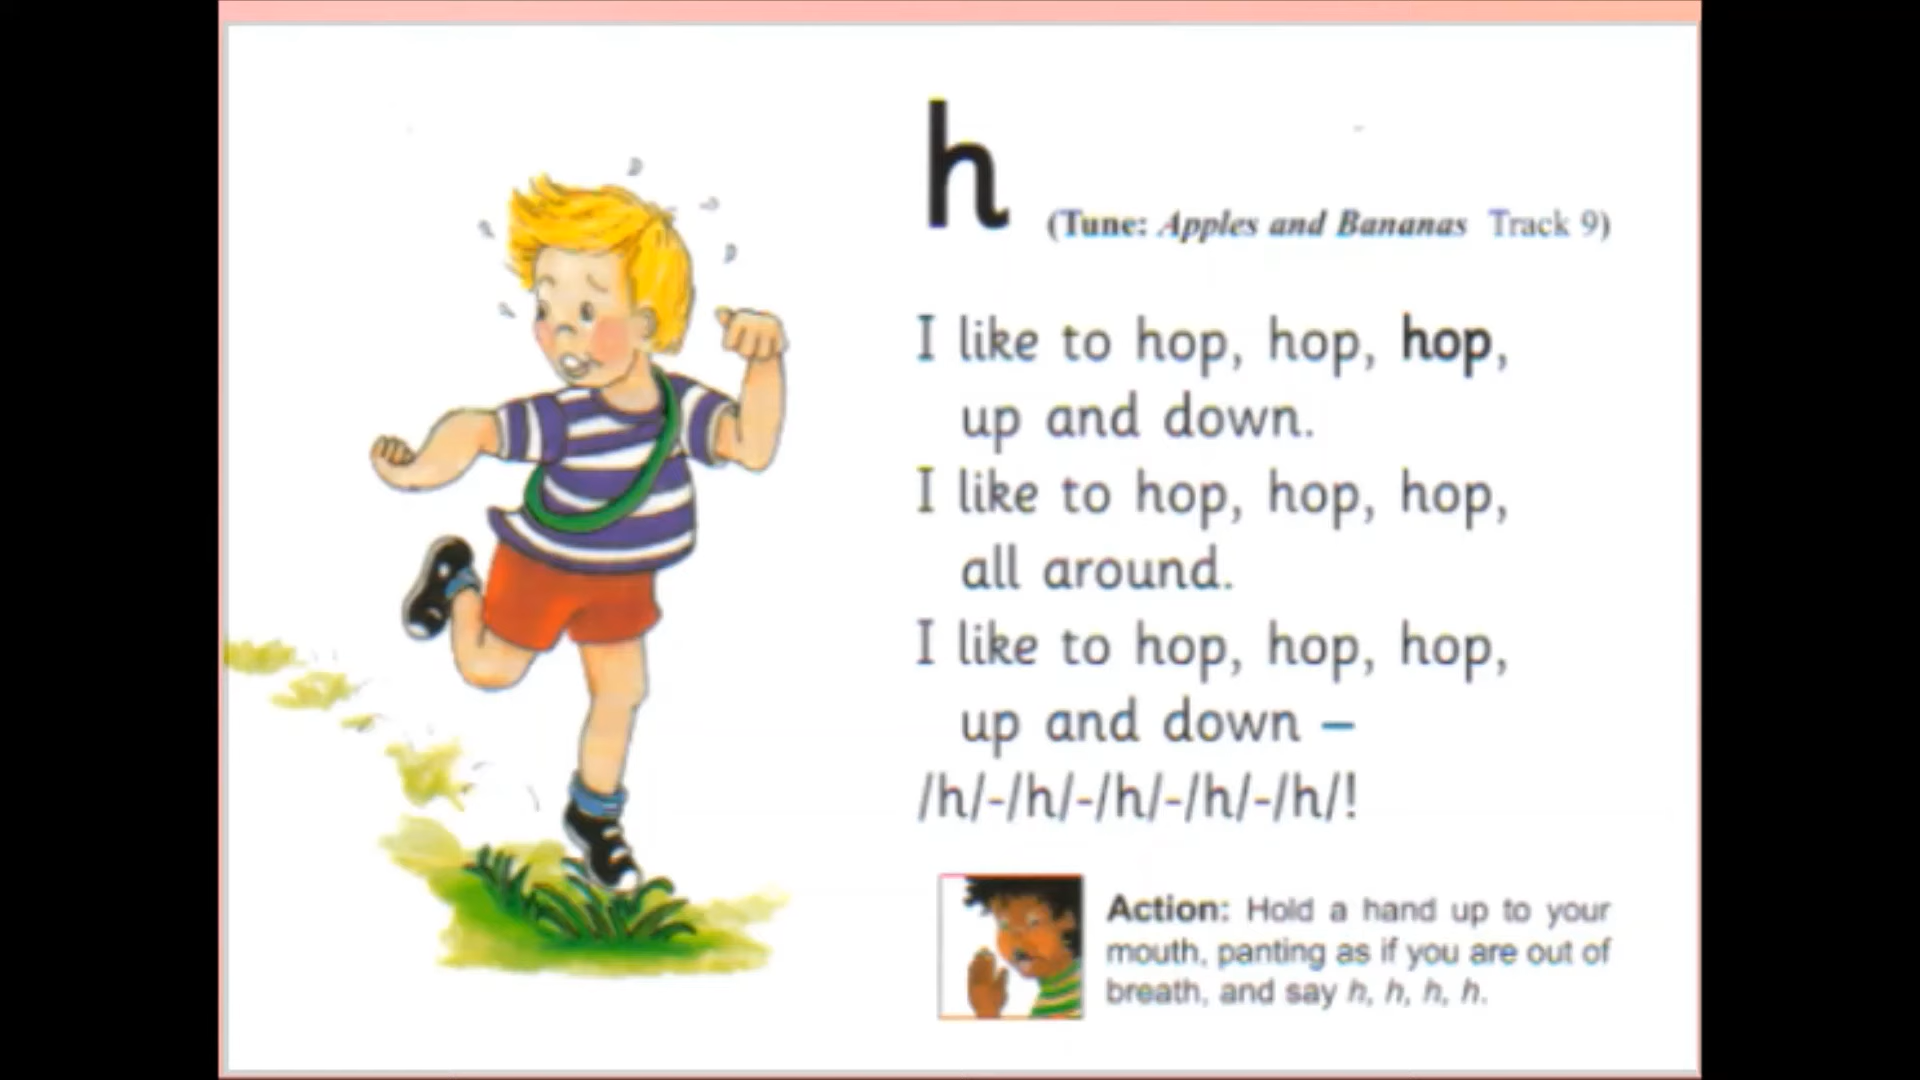 h
(Tune: Apples and Bananas Track 9)
I like to hop, hop, hop,
up and down.
I like to hop, hop, hop,
all around.
I like to hop, hop, hop,
up and down –
/h/-/h/-/h/-/h/-/h/!
Action: Hold a hand up to your
mouth, panting as if you are out of
breath, and say h, h, h, h.